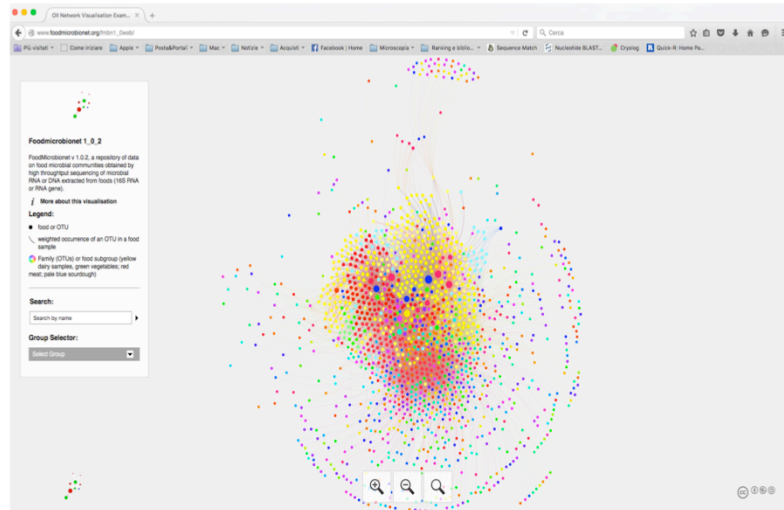 OII Network Visualisation Exam... × +
www.foodmicrobionet.org/fmbn1_0web/
Cerca
Più visitati Come iniziare Apple Posta&Portali Mac Notizie Acquisti Facebook | Home Microscopia Ranking e biblio... Sequence Match Nucleotide BLAST... Cryolog Quick-R: Home Pa...
Foodmicrobionet 1_0_2
FoodMicrobionet v 1.0.2, a repository of data
on food microbial communities obtained by
high throughput sequencing of microbial
RNA or DNA extracted from foods (16S RNA
or RNA gene).
i More about this visualisation
Legend:
food or OTU
weighted occurrence of an OTU in a food
sample
Family (OTUs) or food subgroup (yellow
dairy samples, green vegetables; red
meat; pale blue sourdough)
Search:
Search by name
Group Selector:
Select Group
cc